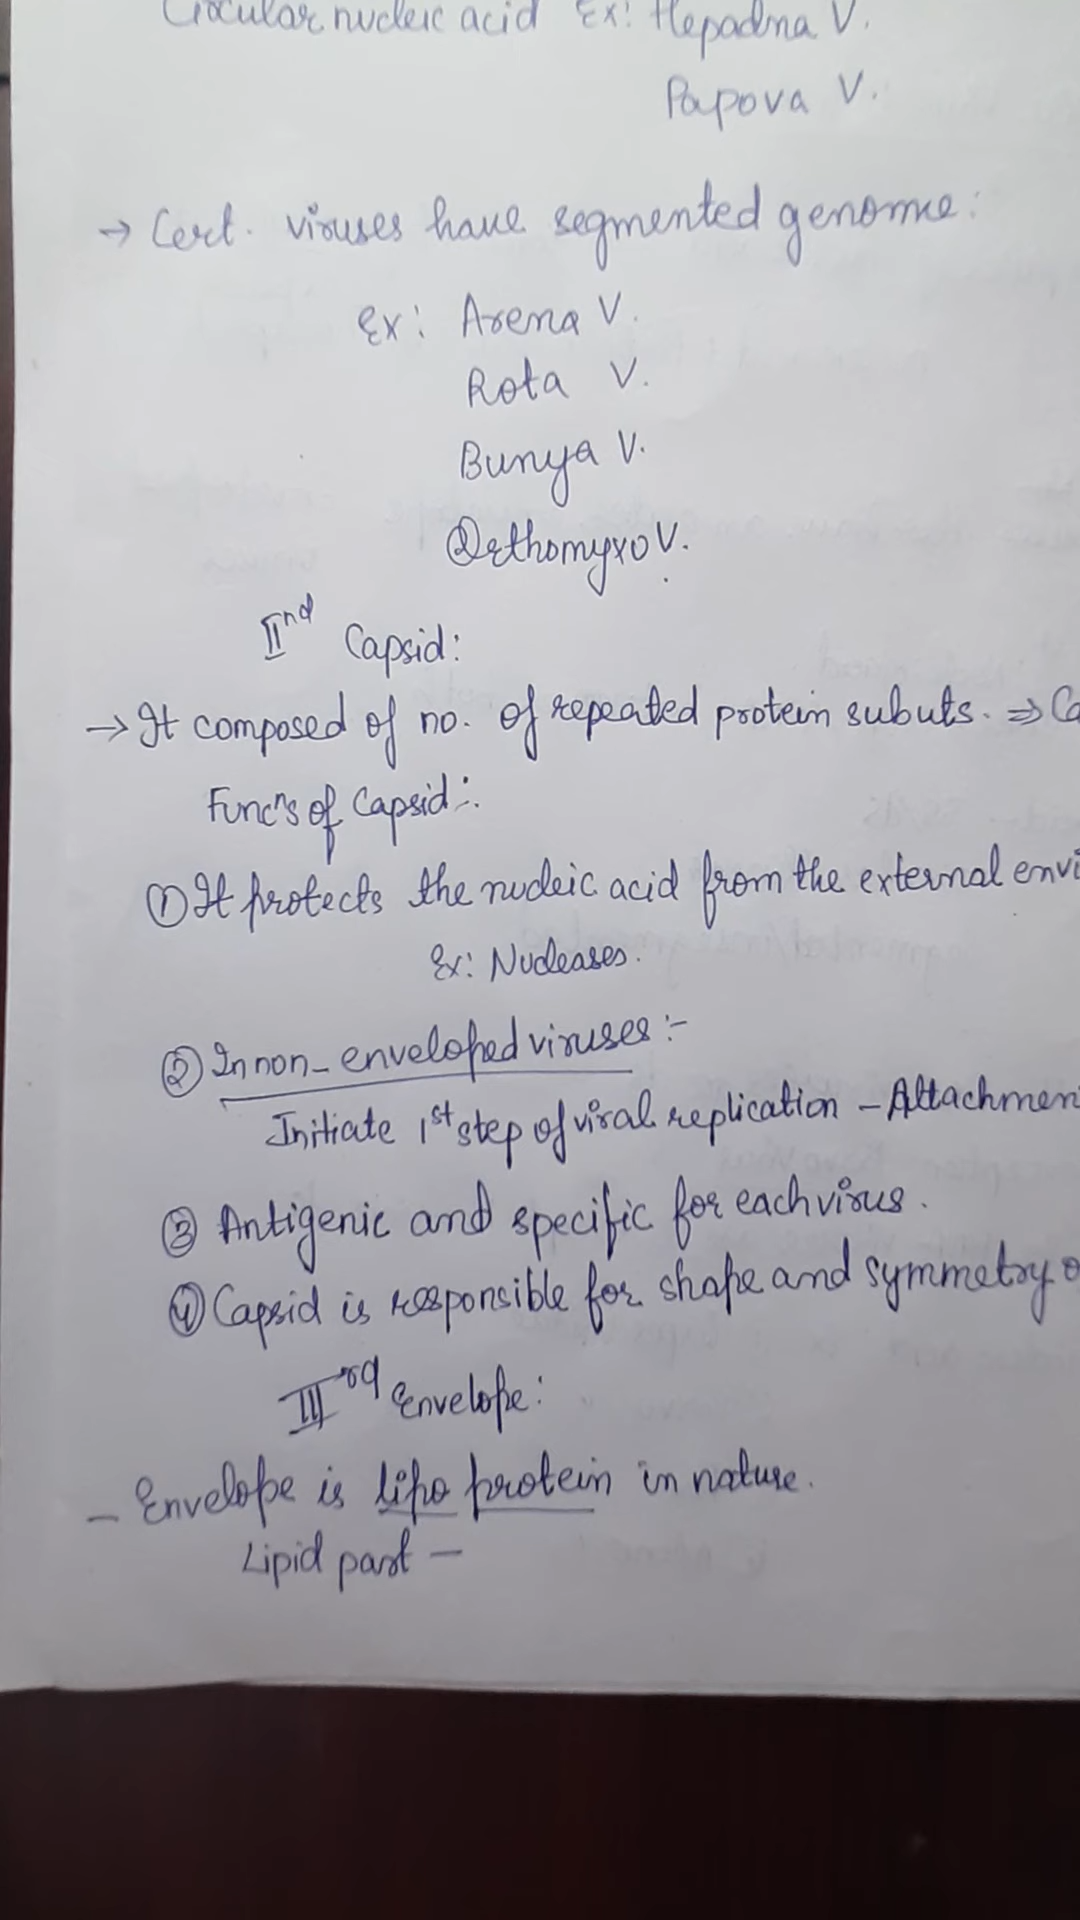 Circular nucleic acid Ex: Hepadna V.
Papova V.
→ Cert. viruses have segmented genome:
Ex: Arena V.
Rota V.
Bunya V.
Orthomyxo V.
IInd Capsid:
→ It composed of no. of repeated protein subuts. ⇒ Ca
Func's of Capsid:-
① It protects the nucleic acid from the external envi
Ex: Nucleases.
② In non-enveloped viruses:-
Initiate 1st step of viral replication - Attachmen
③ Antigenic and specific for each virus.
④ Capsid is responsible for shape and symmetry o
IIIrd Envelope:
- Envelope is lipo protein in nature.
Lipid part -